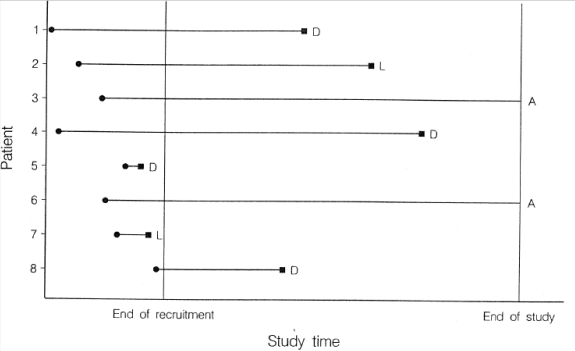 1 D
2 L
3 A
4 D
5 D
6 A
7 L
8 D
Patient
End of recruitment End of study
Study time